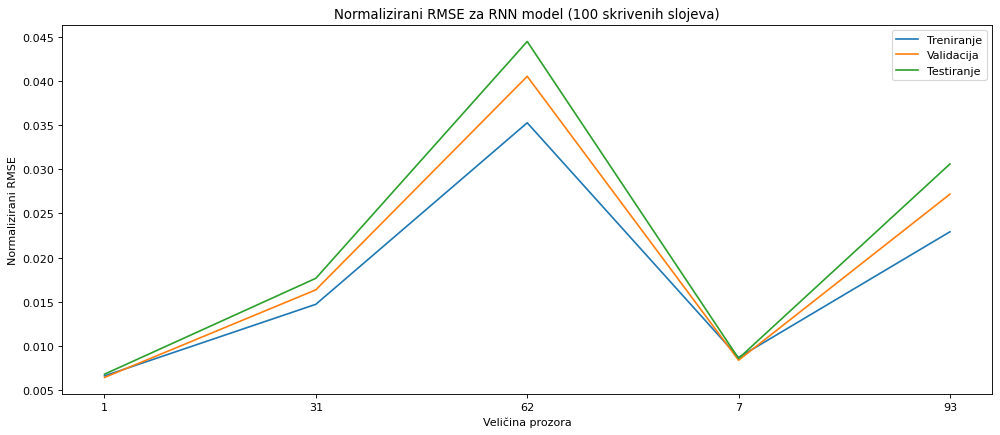 Normalizirani RMSE za RNN model (100 skrivenih slojeva)
Treniranje
Validacija
Testiranje
Normalizirani RMSE
0.045
0.040
0.035
0.030
0.025
0.020
0.015
0.010
0.005
1 31 62 7 93
Veličina prozora